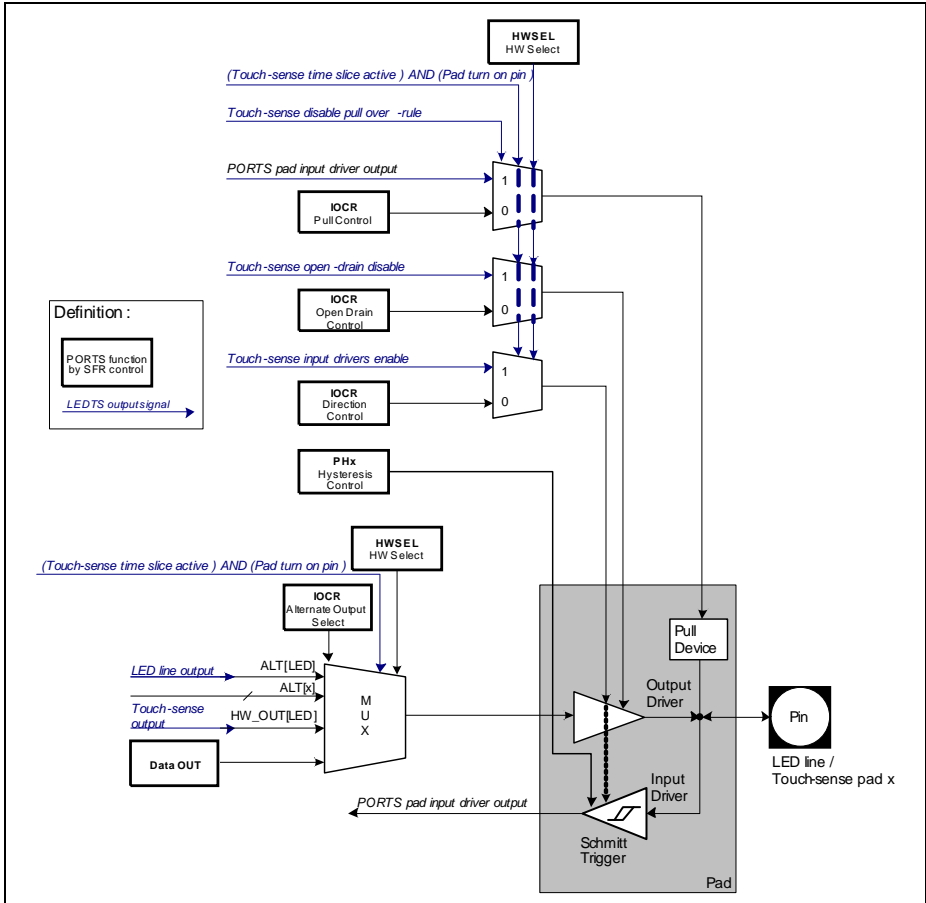 HWSEL
HW Select
(Touch-sense time slice active ) AND (Pad turn on pin )
Touch-sense disable pull over -rule
PORTS pad input driver output
1
0
IOCR
Pull Control
Touch-sense open -drain disable
1
0
IOCR
Open Drain
Control
Touch-sense input drivers enable
1
0
IOCR
Direction
Control
Definition :
PORTS function
by SFR control
LEDTS output signal
PHx
Hysteresis
Control
HWSEL
HW Select
(Touch-sense time slice active ) AND (Pad turn on pin )
IOCR
Alternate Output
Select
LED line output
ALT[LED]
ALT[x]
Touch-sense
output
HW_OUT[LED]
Data OUT
M
U
X
Pull
Device
Output
Driver
Pin
LED line /
Touch-sense pad x
Input
Driver
PORTS pad input driver output
Schmitt
Trigger
Pad